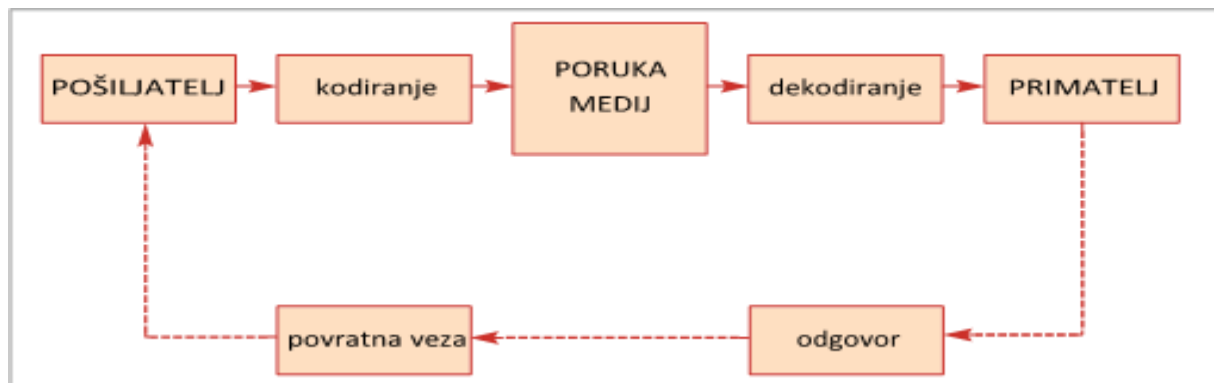 POŠILJATELJ
kodiranje
PORUKA
MEDIJ
dekodiranje
PRIMATELJ
povratna veza
odgovor